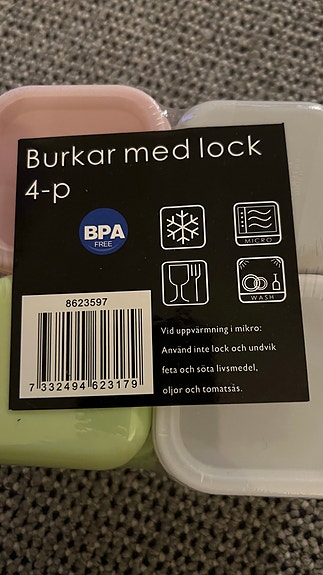 Burkar med lock
4-p
BPA
FREE
MICRO
WASH
8623597
7 332494 623179
Vid uppvärmning i mikro:
Använd inte lock och undvik
feta och söta livsmedel,
oljor och tomatsås.